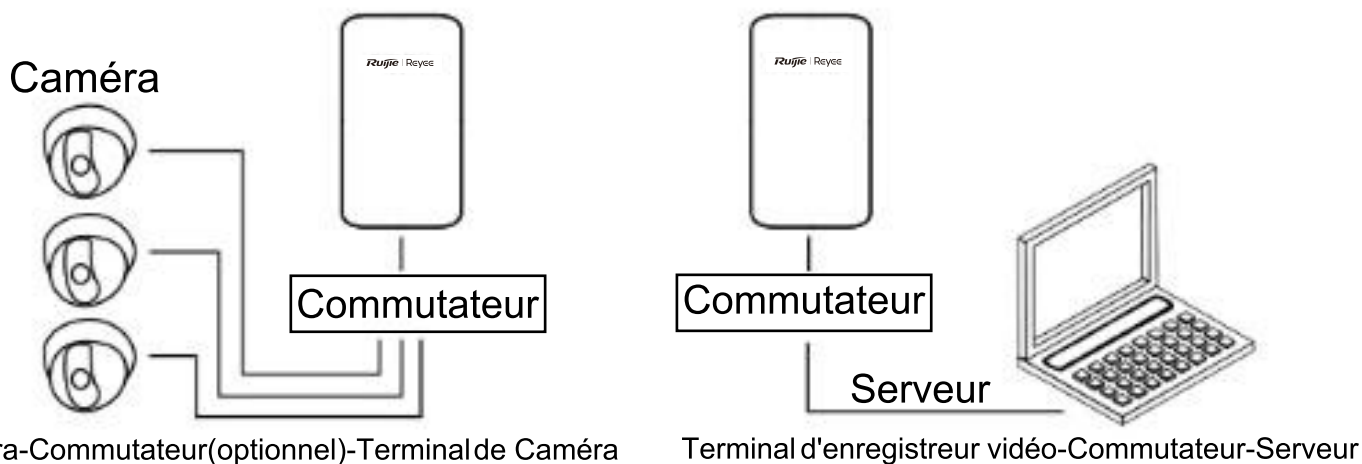 Caméra
Ruijie | Reyee
Ruijie | Reyee
Commutateur
Commutateur
Serveur
ra-Commutateur(optionnel)-Terminal de Caméra
Terminal d'enregistreur vidéo-Commutateur-Serveur